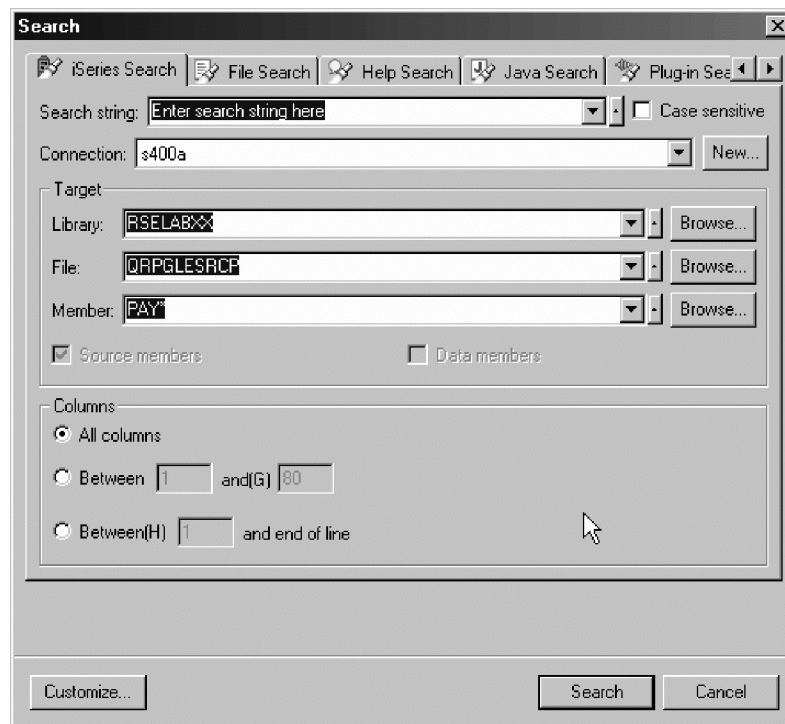 Search
iSeries Search File Search Help Search Java Search Plug-in Sea
Search string: Enter search string here Case sensitive
Connection: s400a New...
Target
Library: RSELABXX Browse...
File: QRPGLESRCP Browse...
Member: PAY* Browse...
Source members Data members
Columns
All columns
Between 1 and(G) 80
Between(H) 1 and end of line
Customize... Search Cancel